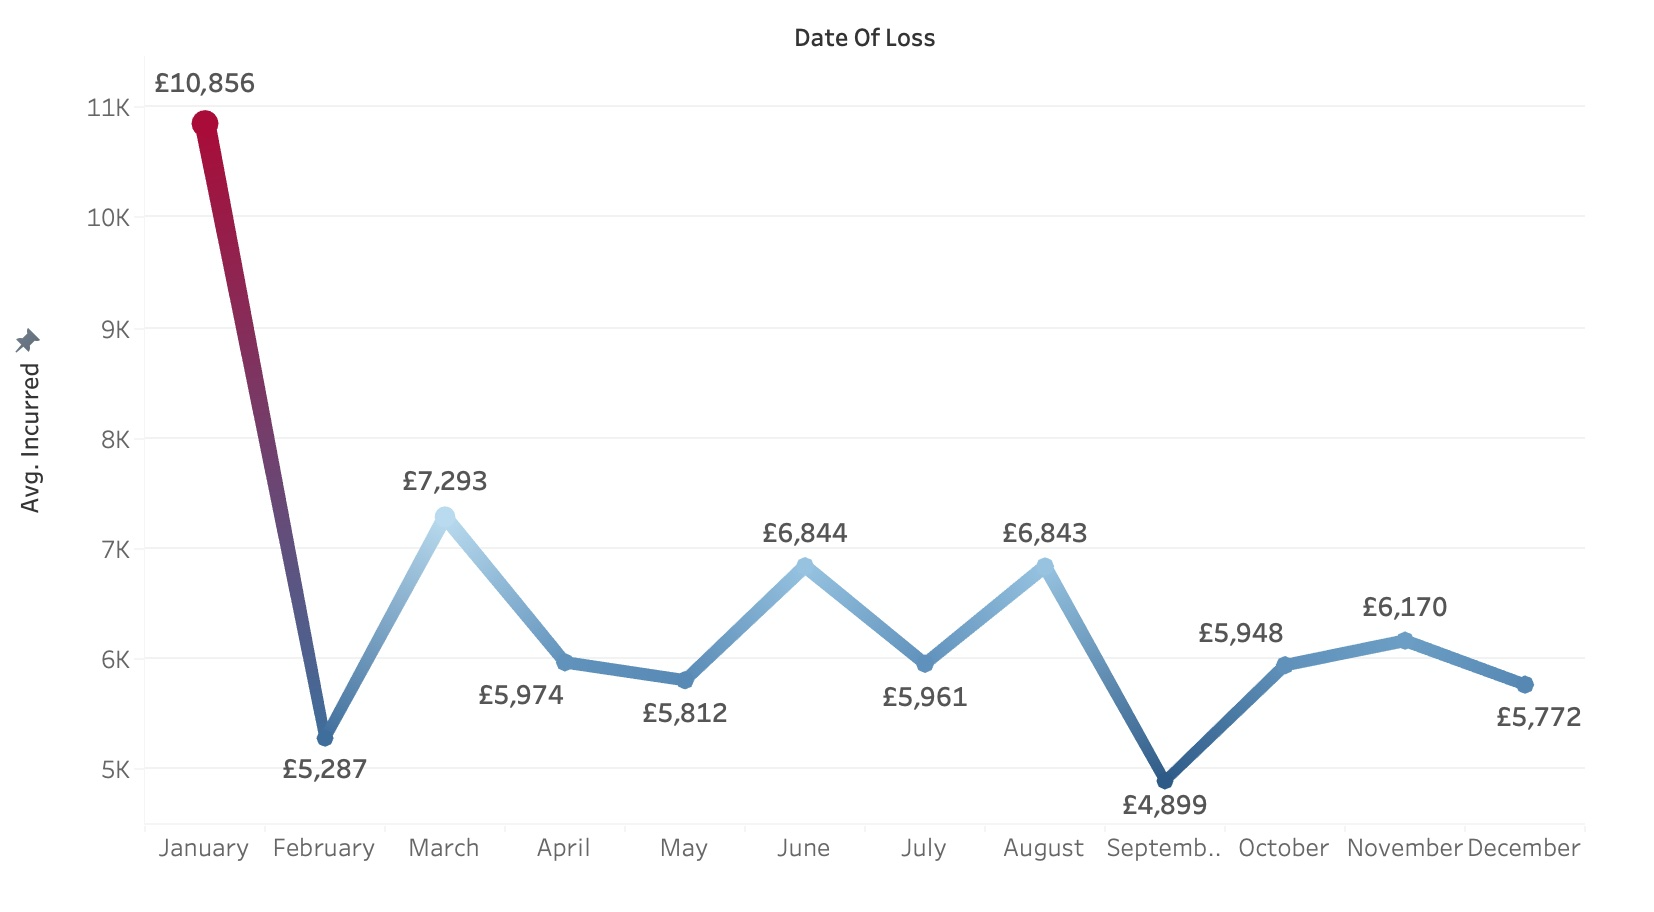 Date Of Loss
Avg. Incurred
11K
10K
9K
8K
7K
6K
5K
£10,856
£5,287
£7,293
£5,974
£5,812
£6,844
£5,961
£6,843
£4,899
£5,948
£6,170
£5,772
January February March April May June July August Septemb.. October November December